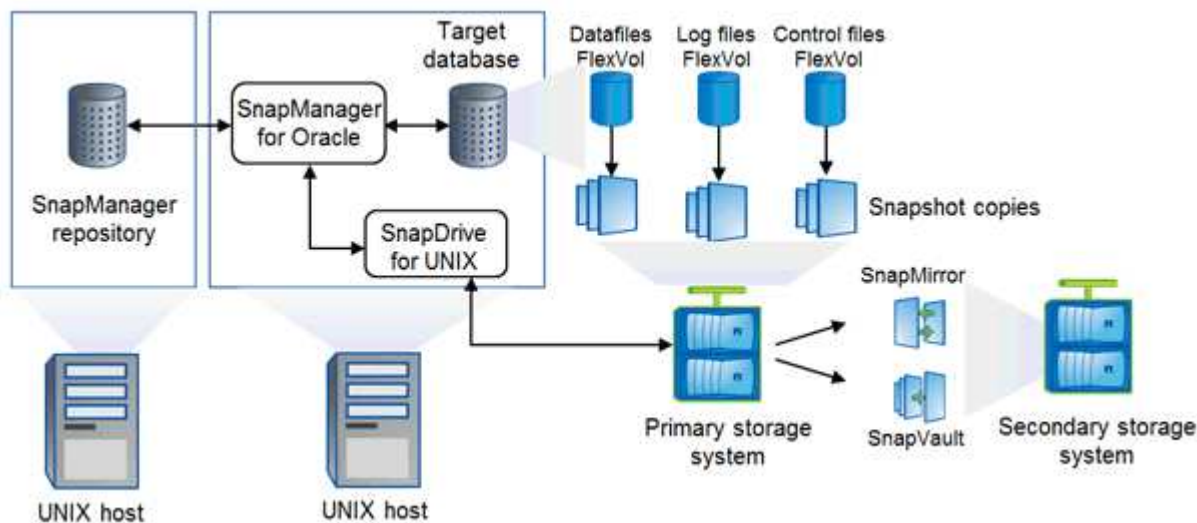 Target
database
Datafiles
FlexVol
Log files
FlexVol
Control files
FlexVol
SnapManager
for Oracle
SnapManager
repository
SnapDrive
for UNIX
Snapshot copies
SnapMirror
SnapVault
Primary storage
system
Secondary storage
system
UNIX host
UNIX host